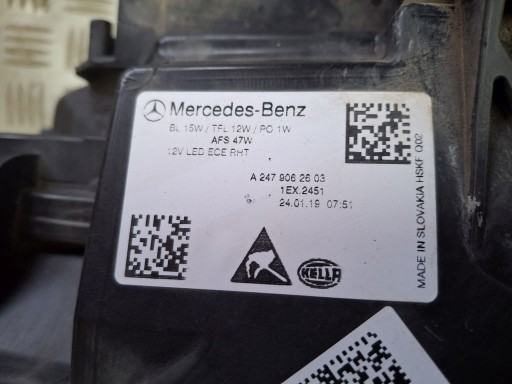 Mercedes-Benz
BL 15W / TFL 12W / PO 1W
AFS 47W
12V LED ECE RHT
A 247 906 26 03
1EX.2451
24.01.19 07:51
HELLA
MADE IN SLOVAKIA HSKF 002